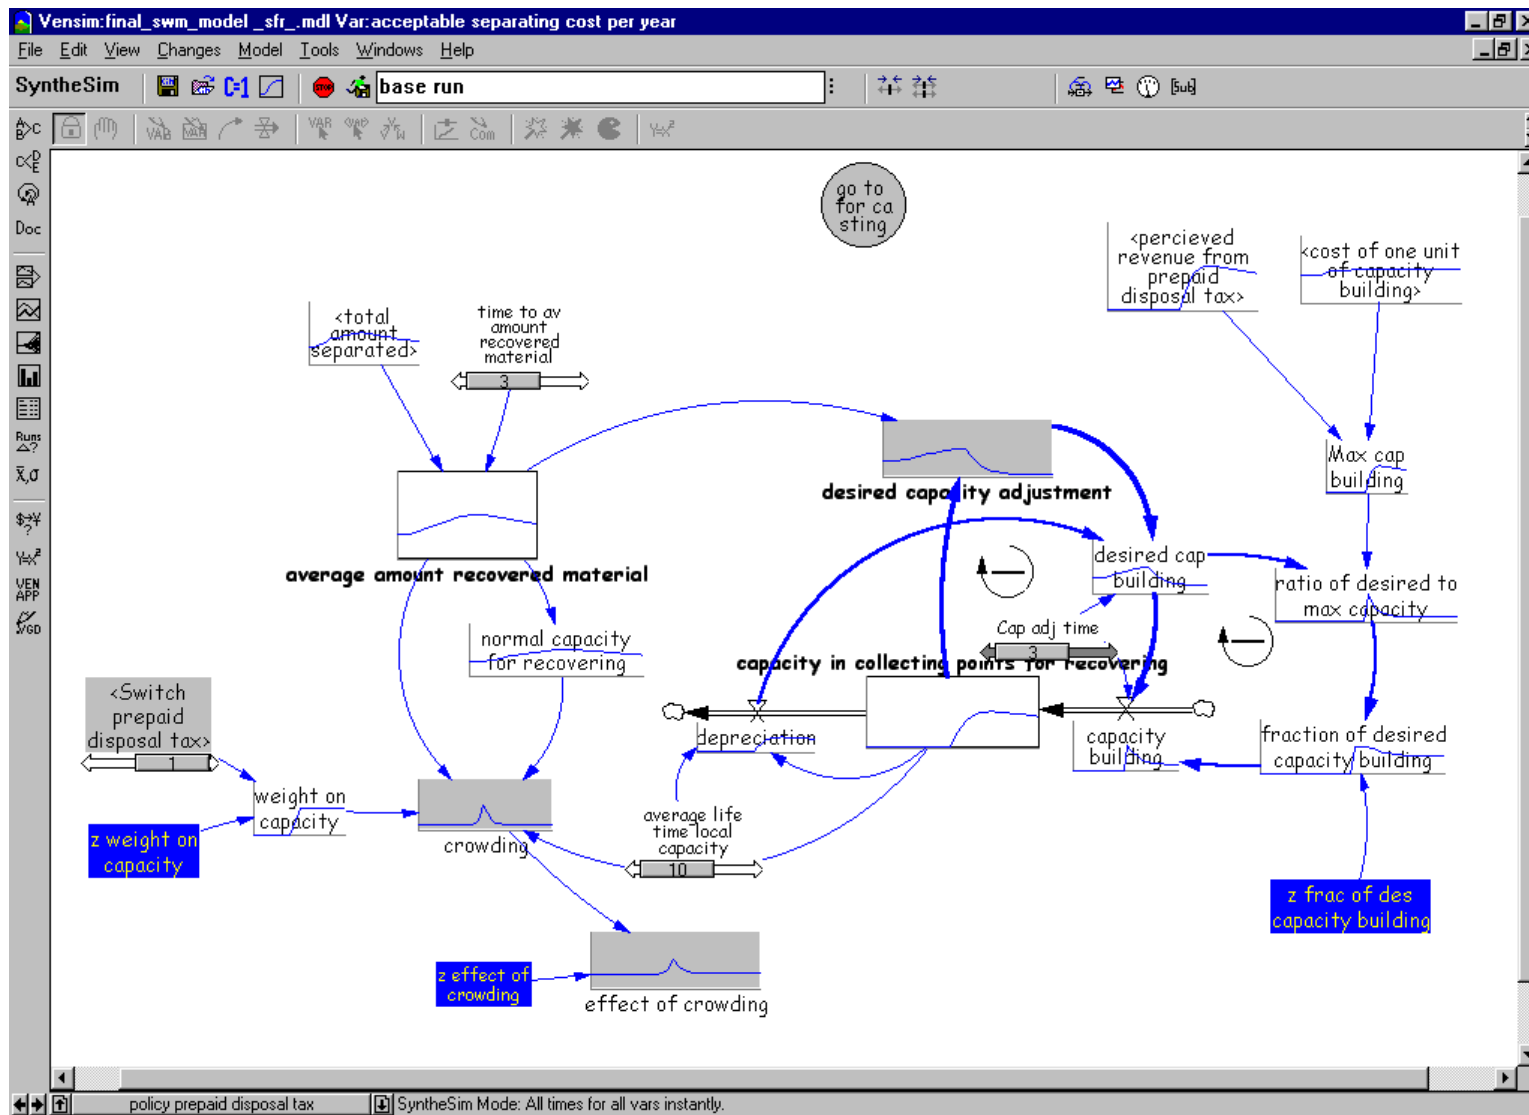 Vensim:final_swm_model _sfr_.mdl Var:acceptable separating cost per year
File Edit View Changes Model Tools Windows Help
SyntheSim
base run
Sub
VAB
VAR
Com
Y=X²
Doc
Runs
VEN
APP
go to
for ca
sting
<percieved
revenue from
prepaid
disposal tax>
<cost of one unit
of capacity
building>
<total
amount
separated>
time to av
amount
recovered
material
3
Max cap
building
desired capacity adjustment
average amount recovered material
desired cap
building
ratio of desired to
max capacity
normal capacity
for recovering
Cap adj time
3
capacity in collecting points for recovering
<Switch
prepaid
disposal tax>
1
depreciation
capacity
building
fraction of desired
capacity building
weight on
capacity
z weight on
capacity
crowding
average life
time local
capacity
10
z frac of des
capacity building
z effect of
crowding
effect of crowding
policy prepaid disposal tax
SyntheSim Mode: All times for all vars instantly.